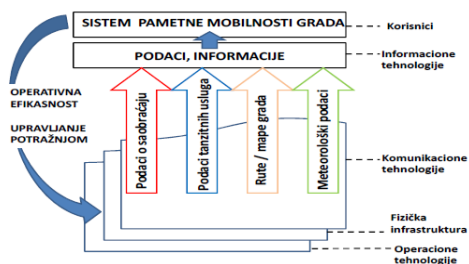 SISTEM PAMETNE MOBILNOSTI GRADA
Korisnici
PODACI, INFORMACIJE
Informacione
tehnologije
OPERATIVNA
EFIKASNOST
UPRAVLJANJE
POTRAŽNJOM
Podaci o saobraćaju
Podaci tanzitnih usluga
Rute / mape grada
Meteorološki podaci
Komunikacione
tehnologije
Fizička
infrastruktura
Operacione
tehnologije